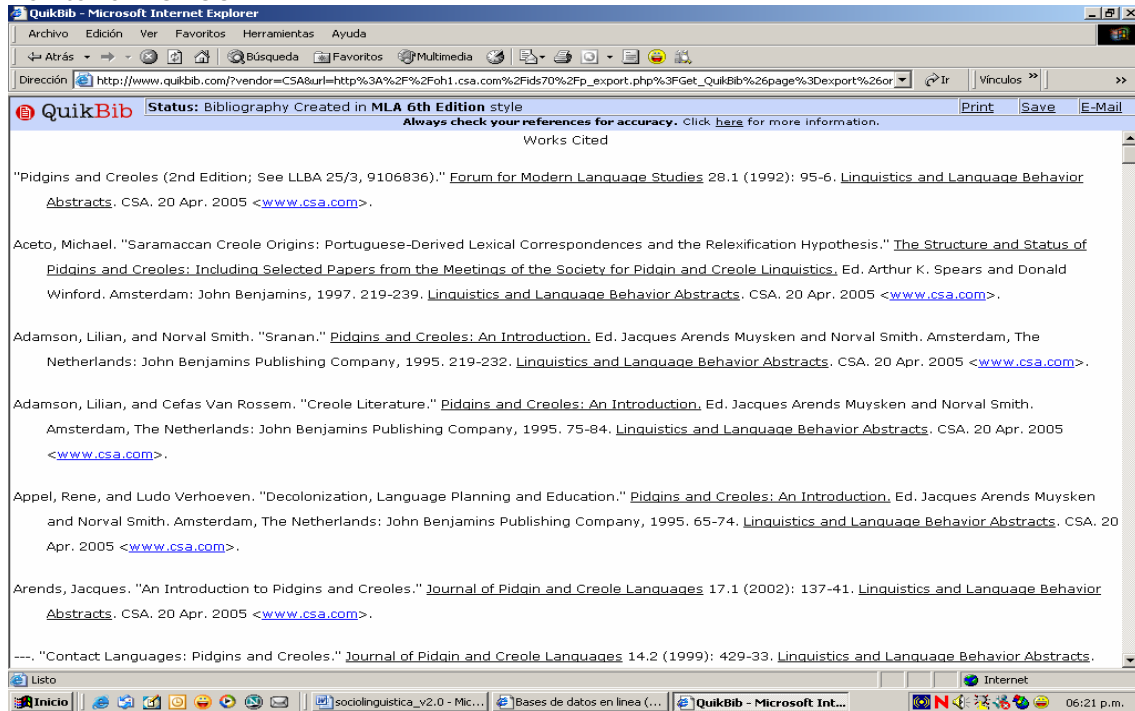 QuikBib - Microsoft Internet Explorer
Archivo Edición Ver Favoritos Herramientas Ayuda
Atrás Búsqueda Favoritos Multimedia
Dirección http://www.quikbib.com/?vendor=CSA&url=http%3A%2F%2Foh1.csa.com%2Fids70%2Fp_export.php%3FGet_QuikBib%26page%3Dexport%26or Ir Vínculos »
QuikBib Status: Bibliography Created in MLA 6th Edition style Print Save E-Mail
Always check your references for accuracy. Click here for more information.
Works Cited
"Pidgins and Creoles (2nd Edition; See LLBA 25/3, 9106836)." Forum for Modern Language Studies 28.1 (1992): 95-6. Linguistics and Language Behavior
Abstracts. CSA. 20 Apr. 2005 <www.csa.com>.
Aceto, Michael. "Saramaccan Creole Origins: Portuguese-Derived Lexical Correspondences and the Relexification Hypothesis." The Structure and Status of
Pidgins and Creoles: Including Selected Papers from the Meetings of the Society for Pidgin and Creole Linguistics. Ed. Arthur K. Spears and Donald
Winford. Amsterdam: John Benjamins, 1997. 219-239. Linguistics and Language Behavior Abstracts. CSA. 20 Apr. 2005 <www.csa.com>.
Adamson, Lilian, and Norval Smith. "Sranan." Pidgins and Creoles: An Introduction. Ed. Jacques Arends Muysken and Norval Smith. Amsterdam, The
Netherlands: John Benjamins Publishing Company, 1995. 219-232. Linguistics and Language Behavior Abstracts. CSA. 20 Apr. 2005 <www.csa.com>.
Adamson, Lilian, and Cefas Van Rossem. "Creole Literature." Pidgins and Creoles: An Introduction. Ed. Jacques Arends Muysken and Norval Smith.
Amsterdam, The Netherlands: John Benjamins Publishing Company, 1995. 75-84. Linguistics and Language Behavior Abstracts. CSA. 20 Apr. 2005
<www.csa.com>.
Appel, Rene, and Ludo Verhoeven. "Decolonization, Language Planning and Education." Pidgins and Creoles: An Introduction. Ed. Jacques Arends Muysken
and Norval Smith. Amsterdam, The Netherlands: John Benjamins Publishing Company, 1995. 65-74. Linguistics and Language Behavior Abstracts. CSA. 20
Apr. 2005 <www.csa.com>.
Arends, Jacques. "An Introduction to Pidgins and Creoles." Journal of Pidgin and Creole Languages 17.1 (2002): 137-41. Linguistics and Language Behavior
Abstracts. CSA. 20 Apr. 2005 <www.csa.com>.
---. "Contact Languages: Pidgins and Creoles." Journal of Pidgin and Creole Languages 14.2 (1999): 429-33. Linguistics and Language Behavior Abstracts.
Listo Internet
Inicio sociolinguistica_v2.0 - Mic... Bases de datos en linea (... QuikBib - Microsoft Int... 06:21 p.m.